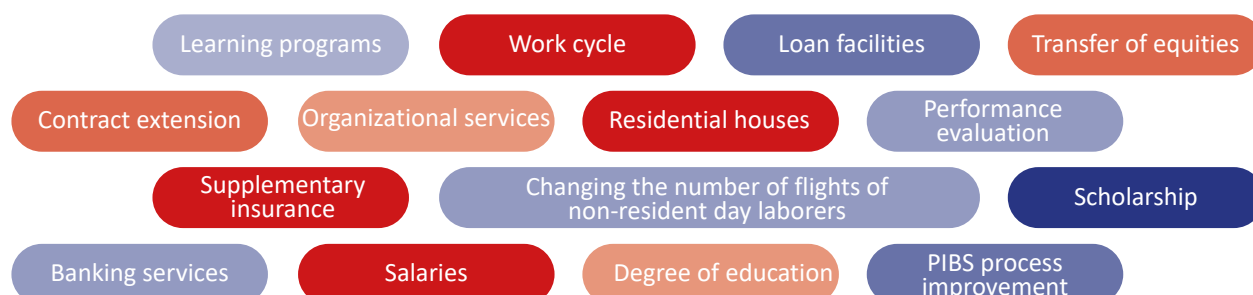 Learning programs
Work cycle
Loan facilities
Transfer of equities
Contract extension
Organizational services
Residential houses
Performance
evaluation
Supplementary
insurance
Changing the number of flights of
non-resident day laborers
Scholarship
Banking services
Salaries
Degree of education
PIBS process
improvement